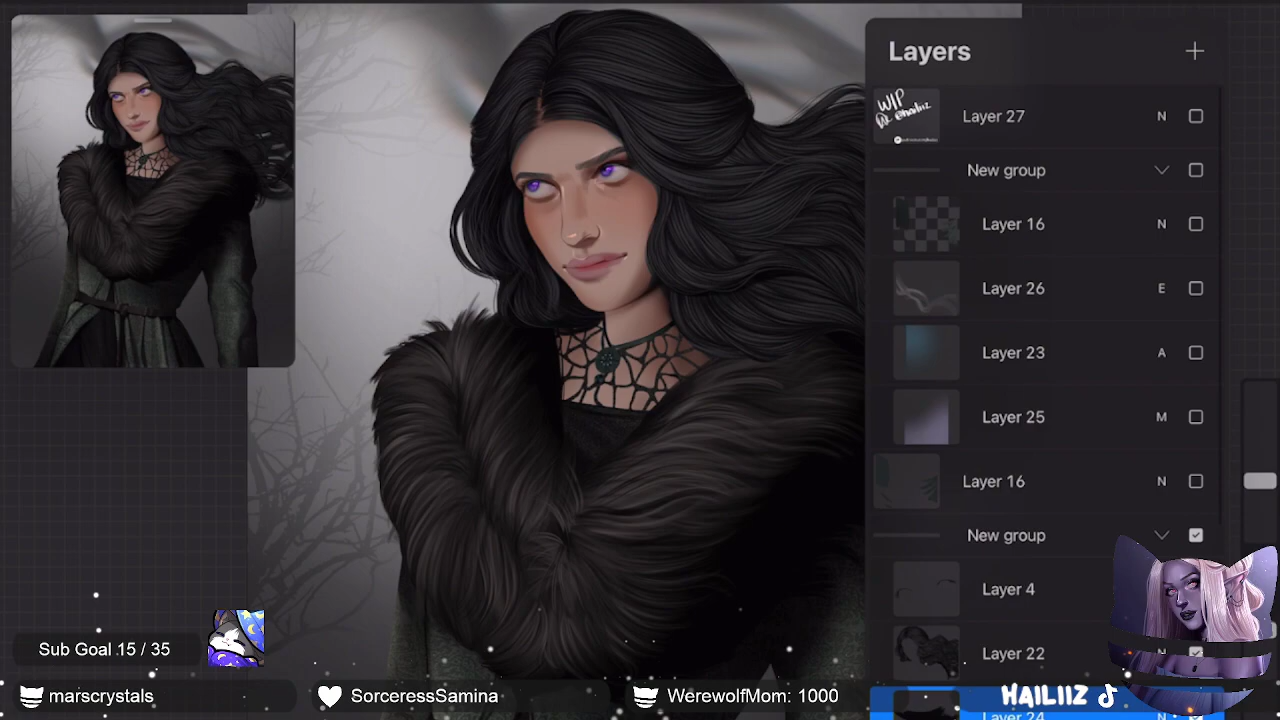 Layers
WIP
Layer 27
N
New group
Layer 16
N
Layer 26
E
Layer 23
A
Layer 25
M
Layer 16
N
New group
Layer 4
Layer 22
N
Layer 24
Sub Goal 15 / 35
marscrystals
SorceressSamina
WerewolfMom: 1000
HAILIIZ